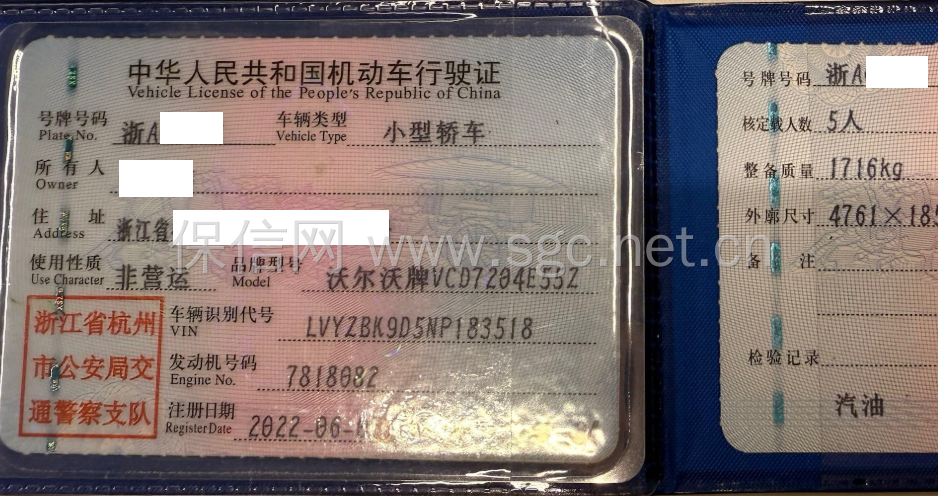 中华人民共和国机动车行驶证
Vehicle License of the People's Republic of China
号牌号码 浙A 车辆类型 小型轿车
Plate No. Vehicle Type
所有人
Owner
住址 浙江省
Address
使用性质 非营运 品牌型号 沃尔沃牌VCD7204E55Z
Use Character Model
浙江省杭州
市公安局交
通警察支队
车辆识别代号 LVYZBK9D5NP183518
VIN
发动机号码 7818082
Engine No.
注册日期 2022-06-
Register Date
号牌号码 浙A
核定载人数 5人
整备质量 1716kg
外廓尺寸 4761×185
备注
检验记录
汽油
保信网 www.sgc.net.cn